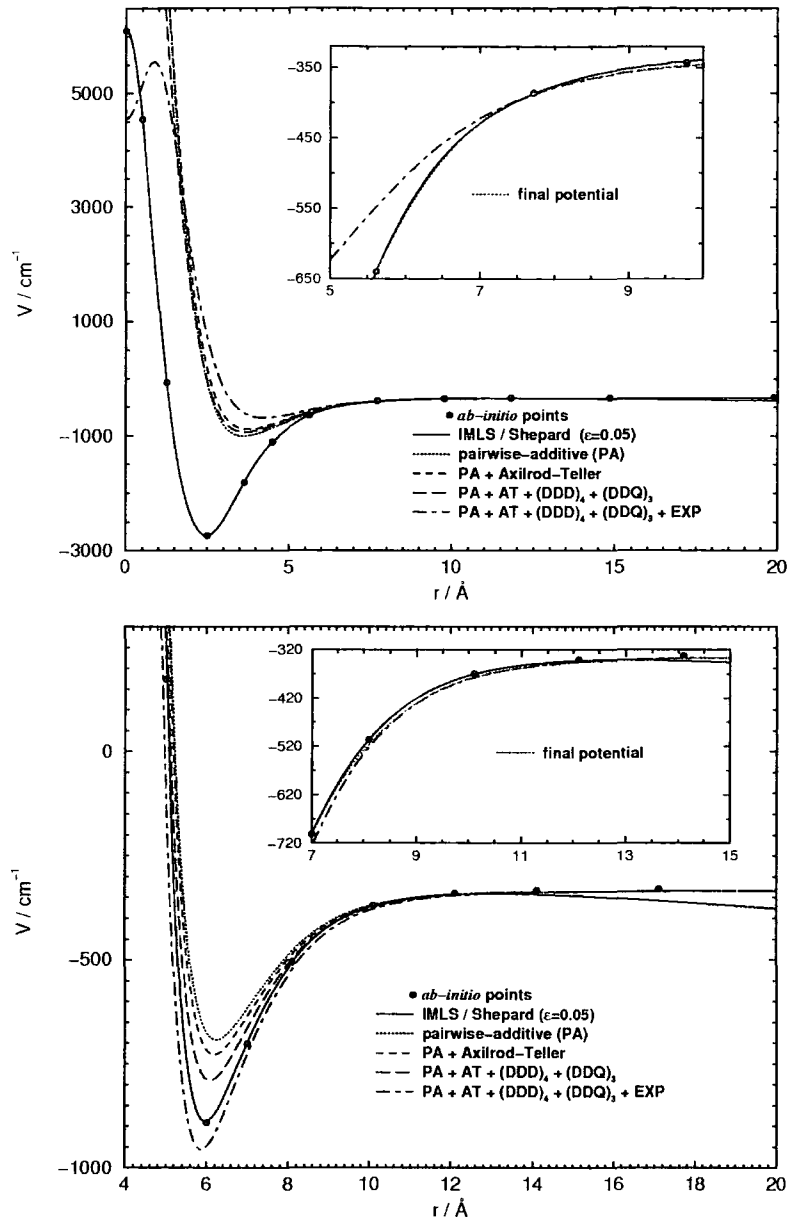 6500
5000
3500
2000
V / cm⁻¹
1000
−500
−1000
−3000
0
5
10
15
20
r / Å
−350
−450
−550
−650
5
7
9
final potential
ab−initio points
IMLS / Shepard (ε=0.05)
pairwise−additive (PA)
PA + Axilrod−Teller
PA + AT + (DDD)₄ + (DDQ)₃
PA + AT + (DDD)₄ + (DDQ)₃ + EXP
0
−500
−1000
V / cm⁻¹
4
6
8
10
12
14
16
18
20
r / Å
−320
−420
−520
−620
−720
7
9
11
13
15
final potential
ab−initio points
IMLS / Shepard (ε=0.05)
pairwise−additive (PA)
PA + Axilrod−Teller
PA + AT + (DDD)₄ + (DDQ)₃
PA + AT + (DDD)₄ + (DDQ)₃ + EXP